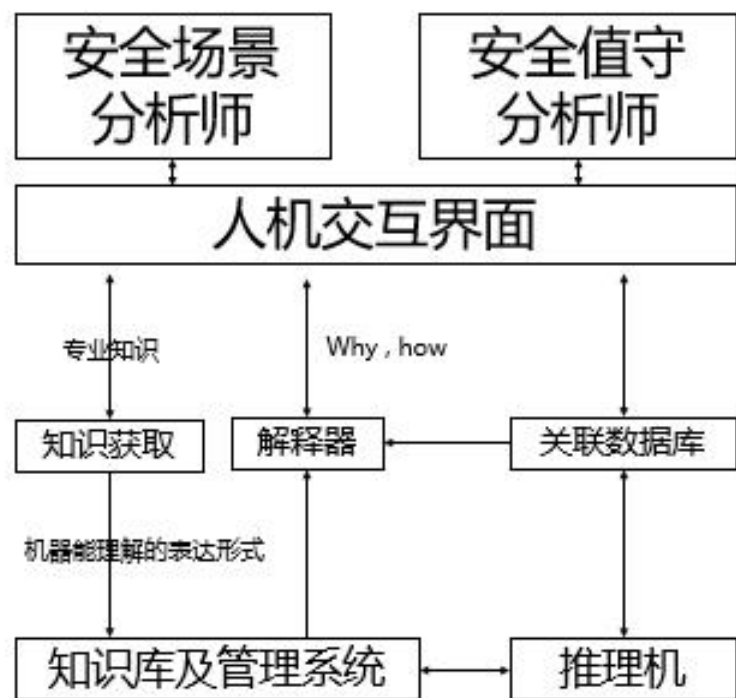 安全场景
分析师
安全值守
分析师
人机交互界面
专业知识
Why , how
知识获取
解释器
关联数据库
机器能理解的表达形式
知识库及管理系统
推理机